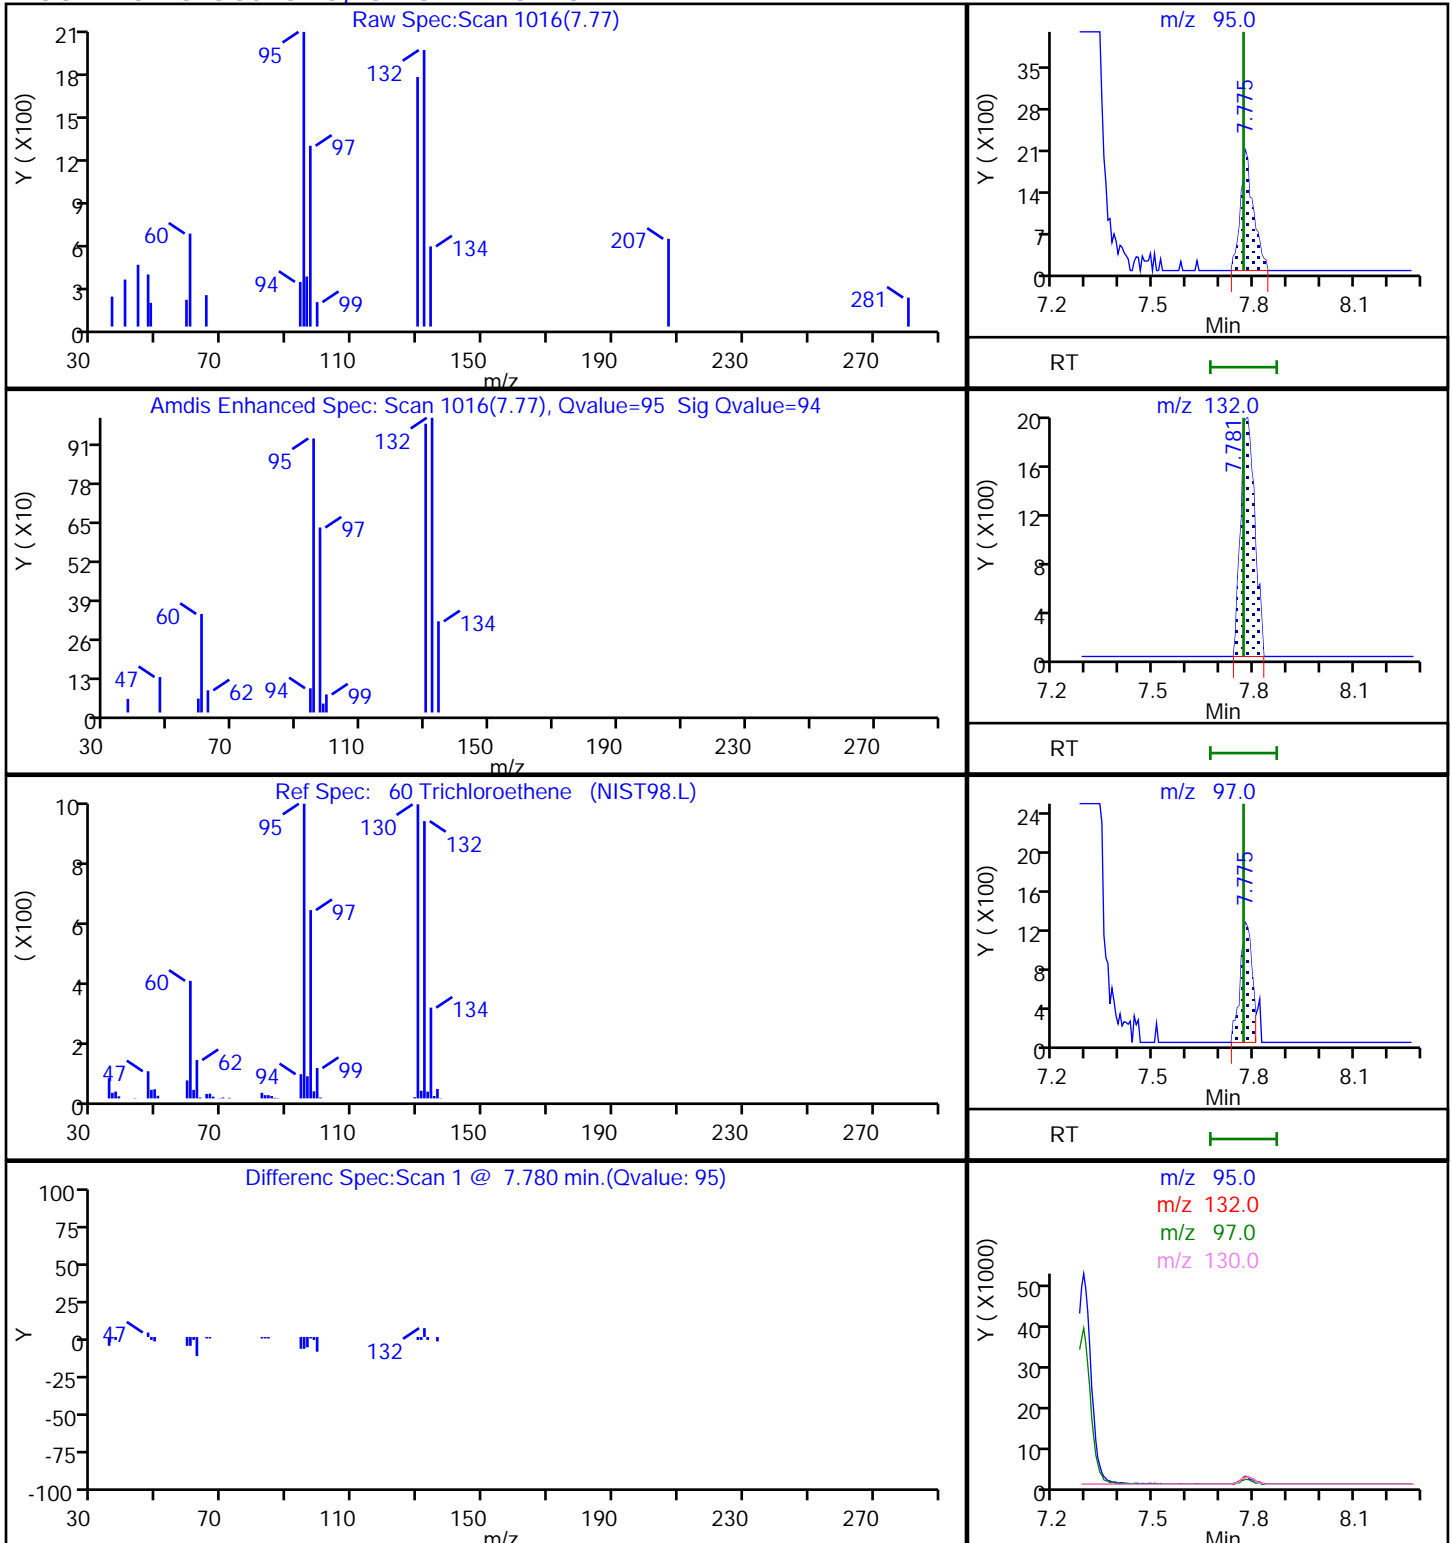 Raw Spec:Scan 1016(7.77)
Y ( X100)
21
18
15
12
9
6
3
0
95
132
97
60
94
99
134
207
281
30 70 110 150 190 230 270
m/z
m/z 95.0
Y ( X100)
35
28
21
14
7
0
7.775
7.2 7.5 7.8 8.1
Min
RT
Amdis Enhanced Spec: Scan 1016(7.77), Qvalue=95 Sig Qvalue=94
Y ( X10)
91
78
65
52
39
26
13
0
132
95
97
60
134
47
62
94
99
30 70 110 150 190 230 270
m/z
m/z 132.0
Y ( X100)
20
16
12
8
4
0
7.781
7.2 7.5 7.8 8.1
Min
RT
Ref Spec: 60 Trichloroethene (NIST98.L)
( X100)
10
8
6
4
2
0
95
130
132
97
60
134
47
62
94
99
30 70 110 150 190 230 270
m/z 97.0
Y ( X100)
24
20
16
12
8
4
0
7.775
7.2 7.5 7.8 8.1
Min
RT
Differenc Spec:Scan 1 @ 7.780 min.(Qvalue: 95)
Y
100
75
50
25
0
-25
-50
-75
-100
47
132
30 70 110 150 190 230 270
m/z
m/z 95.0
m/z 132.0
m/z 97.0
m/z 130.0
Y ( X1000)
50
40
30
20
10
0
7.2 7.5 7.8 8.1
Min